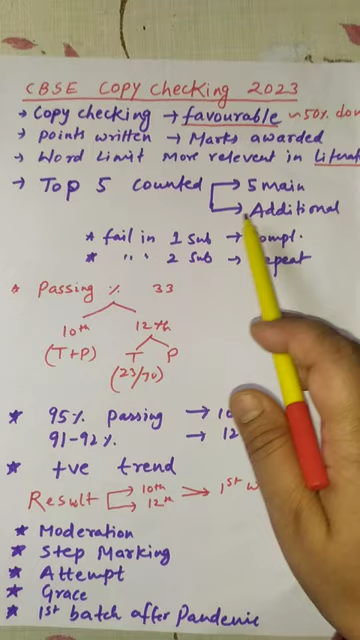 CBSE Copy Checking 2023
→ Copy checking → favourable ~50%
→ points written → Marks awarded
→ Word Limit More relevent in
→ Top 5 counted → 5 main
→ Additional
* fail in 1 Sub →
* " " 2 Sub →
* Passing % 33
10th 12th
(T+P) T P
(23/70)
* 95% passing →
91-92% →
* +ve trend
Result → 10th → 1st
→ 12th
* Moderation
* Step Marking
* Attempt
* Grace
* 1st batch after Pandemic